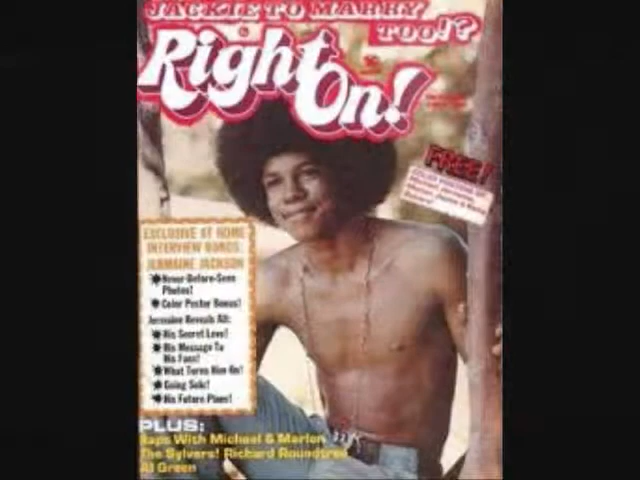 JACKIE TO MARRY
TOO!?
Right On!
FREE!
EXCLUSIVE AT HOME
INTERVIEW BONUS:
JERMAINE JACKSON
Never-Before-Seen
Photos!
Color Poster Bonus!
Jermaine Reveals All:
His Secret Love!
His Message To
His Fans!
What Turns Him On!
Going Solo!
His Future Plans!
PLUS:
Raps With Michael & Marlon
The Sylvers! Richard Roundtree
Al Green